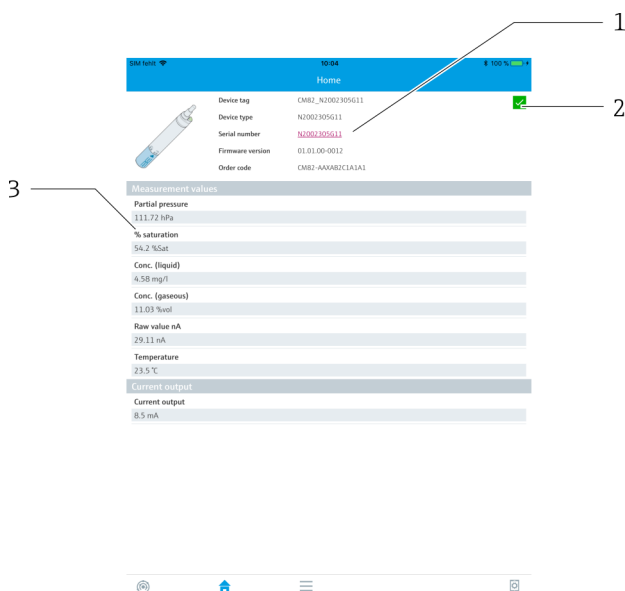 1
SIM fehlt 10:04 100 %
Home
Device tag CM82_N2002305G11
Device type N2002305G11
Serial number N2002305G11
Firmware version 01.01.00-0012
Order code CM82-AAXAB2C1A1A1
2
3
Measurement values
Partial pressure
111.72 hPa
% saturation
54.2 %Sat
Conc. (liquid)
4.58 mg/l
Conc. (gaseous)
11.03 %vol
Raw value nA
29.11 nA
Temperature
23.5 °C
Current output
Current output
8.5 mA